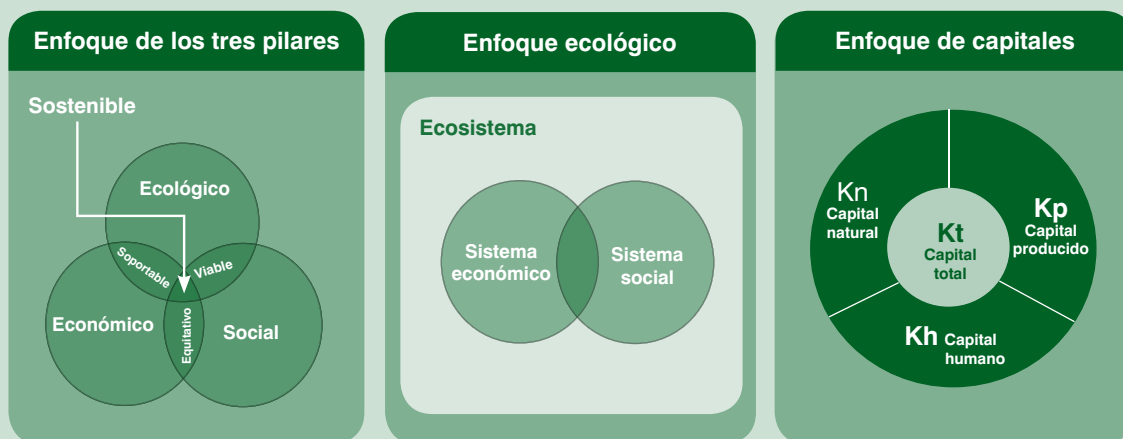 Enfoque de los tres pilares
Sostenible
Ecológico
Soportable
Viable
Económico
Equitativo
Social
Enfoque ecológico
Ecosistema
Sistema
económico
Sistema
social
Enfoque de capitales
Kn
Capital
natural
Kp
Capital
producido
Kt
Capital
total
Kh Capital
humano